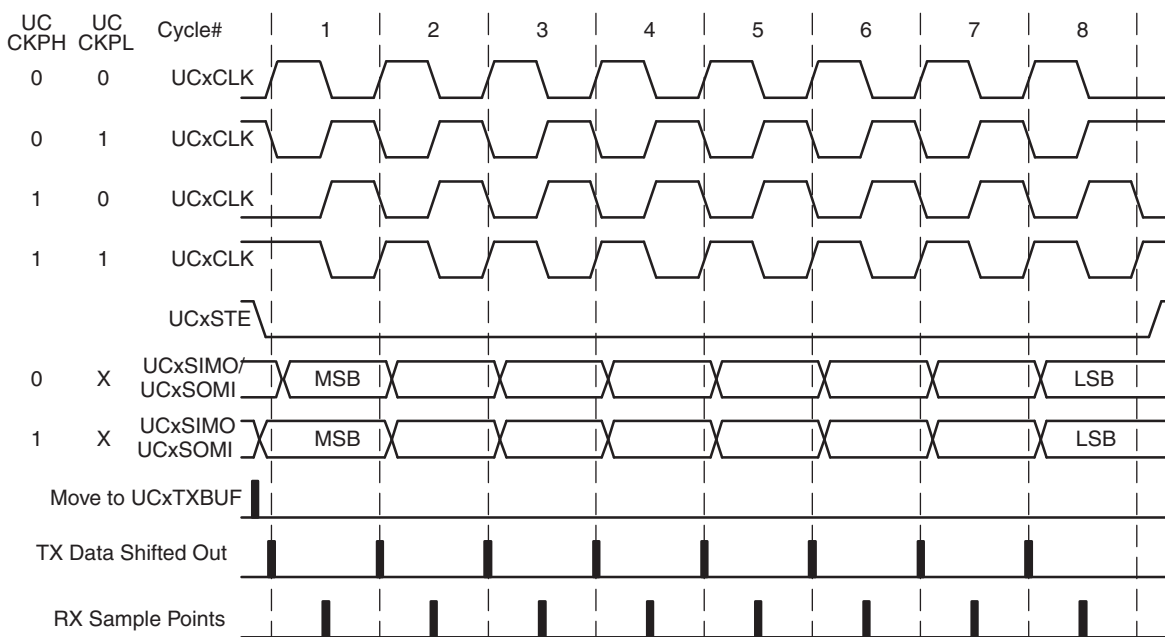 UC CKPH UC CKPL Cycle# 1 2 3 4 5 6 7 8
0 0 UCxCLK
0 1 UCxCLK
1 0 UCxCLK
1 1 UCxCLK
UCxSTE
0 X UCxSIMO/ UCxSOMI MSB LSB
1 X UCxSIMO UCxSOMI MSB LSB
Move to UCxTXBUF
TX Data Shifted Out
RX Sample Points